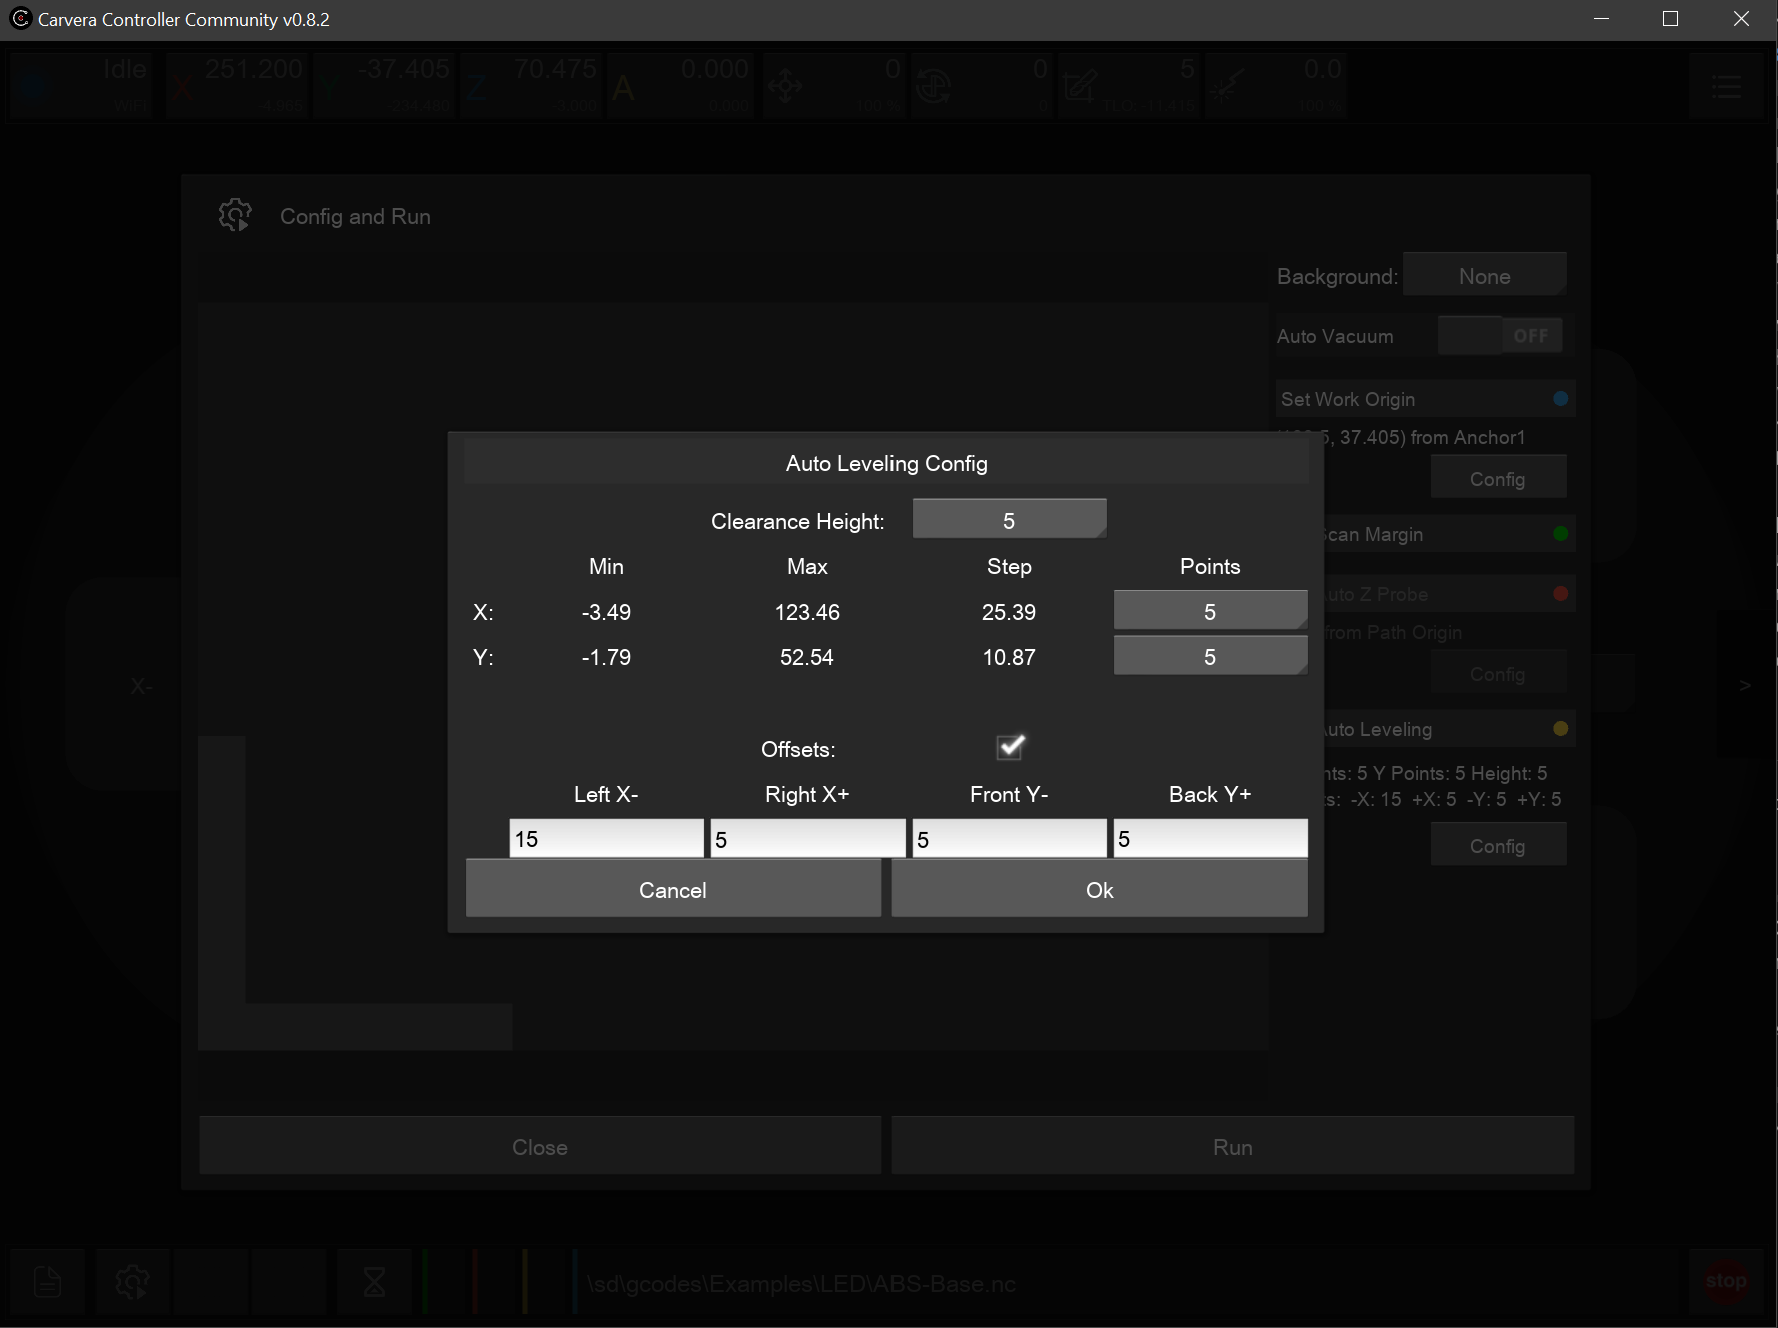 Carvera Controller Community v0.8.2
Idle
WiFi
X 251.200
-4.965
Y -37.405
-234.490
Z 70.475
-3.000
A 0.000
0.000
0
100 %
0
0
5
TLO: 11.415
0.0
100 %
Config and Run
Background: None
Auto Vacuum OFF
Set Work Origin
5, 37.405) from Anchor1
Config
Auto Leveling Config
Clearance Height: 5
Scan Margin
Min Max Step Points
X: -3.49 123.46 25.39 5
Auto Z Probe
from Path Origin
Y: -1.79 52.54 10.87 5
Config
X-
>
Auto Leveling
Offsets:
nts: 5 Y Points: 5 Height: 5
ts: -X: 15 +X: 5 -Y: 5 +Y: 5
Left X- Right X+ Front Y- Back Y+
15 5 5 5
Config
Cancel Ok
Close Run
\sd\gcodes\Examples\LED\ABS-Base.nc
stop